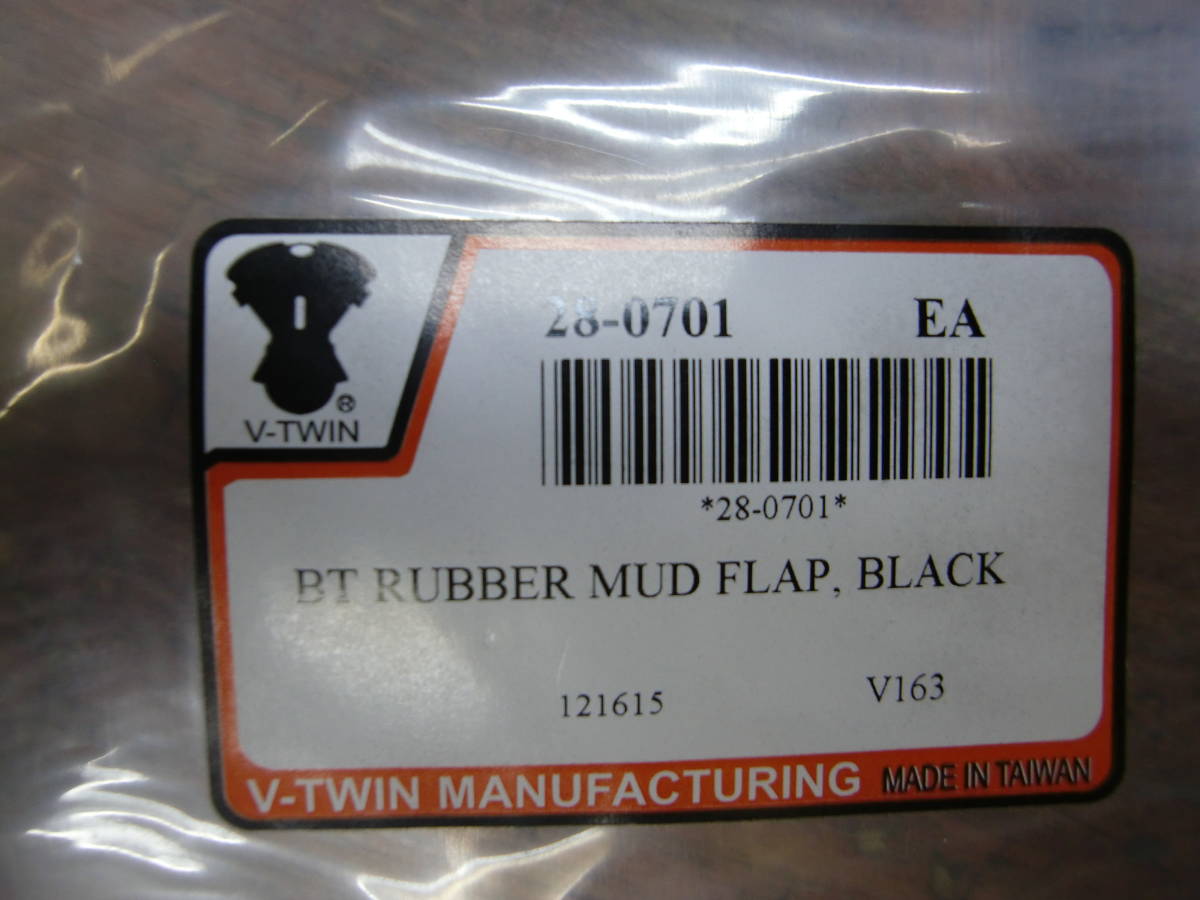 28-0701 EA
®
V-TWIN
*28-0701*
BT RUBBER MUD FLAP, BLACK
121615 V163
V-TWIN MANUFACTURING MADE IN TAIWAN